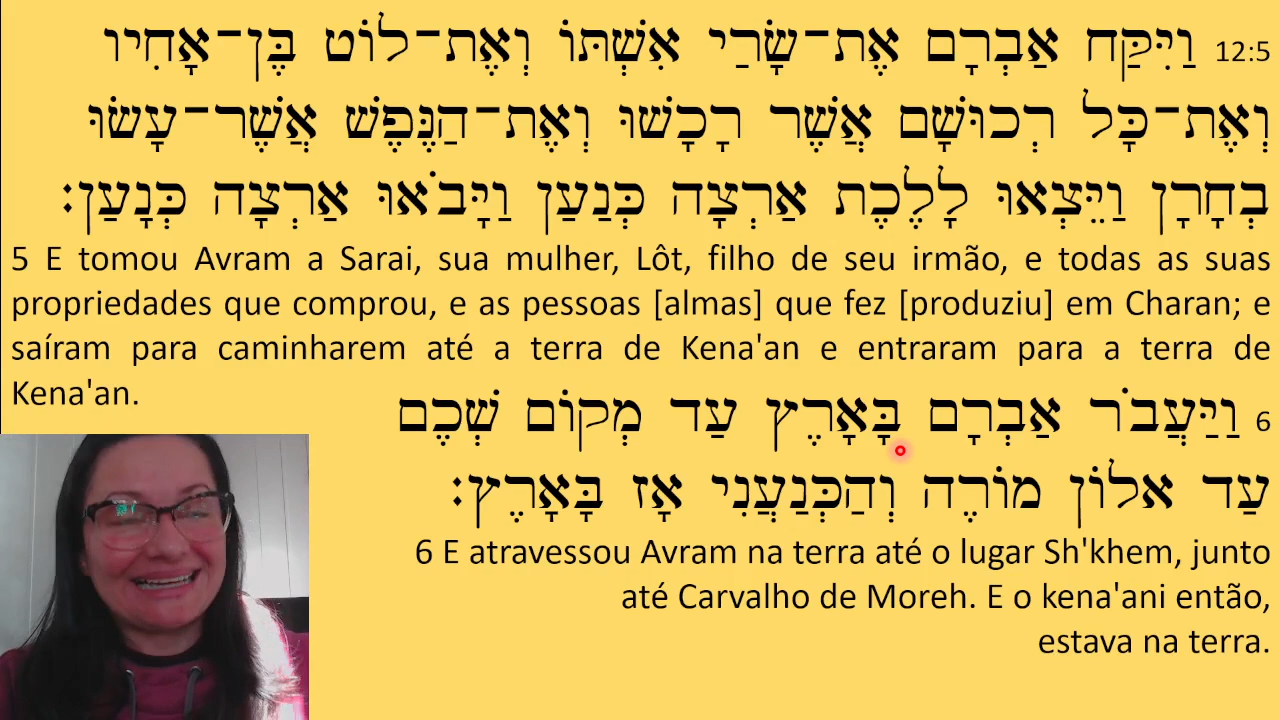 12:5 וַיִּקַּח אַבְרָם אֶת־שָׂרַי אִשְׁתּוֹ וְאֶת־לוֹט בֶּן־אָחִיו
וְאֶת־כָּל רְכוּשָׁם אֲשֶׁר רָכָשׁוּ וְאֶת־הַנֶּפֶשׁ אֲשֶׁר־עָשׂוּ
בְחָרָן וַיֵּצְאוּ לָלֶכֶת אַרְצָה כְּנַעַן וַיָּבֹאוּ אַרְצָה כְּנָעַן׃
5 E tomou Avram a Sarai, sua mulher, Lôt, filho de seu irmão, e todas as suas
propriedades que comprou, e as pessoas [almas] que fez [produziu] em Charan; e
saíram para caminharem até a terra de Kena'an e entraram para a terra de
Kena'an.
6 וַיַּעֲבֹר אַבְרָם בָּאָרֶץ עַד מְקוֹם שְׁכֶם
עַד אלוֹן מוֹרֶה וְהַכְּנַעֲנִי אָז בָּאָרֶץ׃
6 E atravessou Avram na terra até o lugar Sh'khem, junto
até Carvalho de Moreh. E o kena'ani então,
estava na terra.